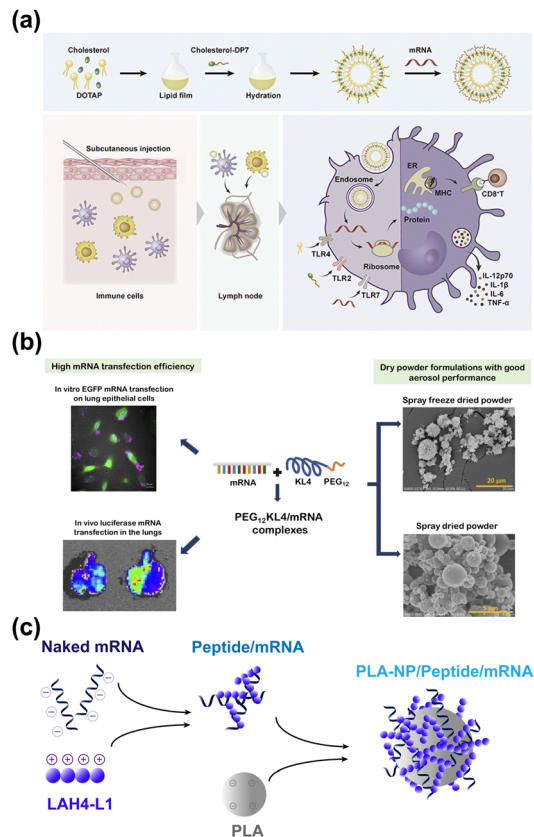 (a)
Cholesterol
DOTAP
Lipid film
Cholesterol-DP7
Hydration
mRNA
Subcutaneous injection
Immune cells
Lymph node
Endosome
ER
MHC
CD8⁺T
Protein
TLR4
TLR2
TLR7
Ribosome
IL-12p70
IL-1β
IL-6
TNF-α
(b)
High mRNA transfection efficiency
In vitro EGFP mRNA transfection
on lung epithelial cells
In vivo luciferase mRNA
transfection in the lungs
mRNA
+
KL4
PEG₁₂
PEG₁₂KL4/mRNA
complexes
Dry powder formulations with good
aerosol performance
Spray freeze dried powder
20 μm
Spray dried powder
5 μm
(c)
Naked mRNA
LAH4-L1
Peptide/mRNA
PLA
PLA-NP/Peptide/mRNA